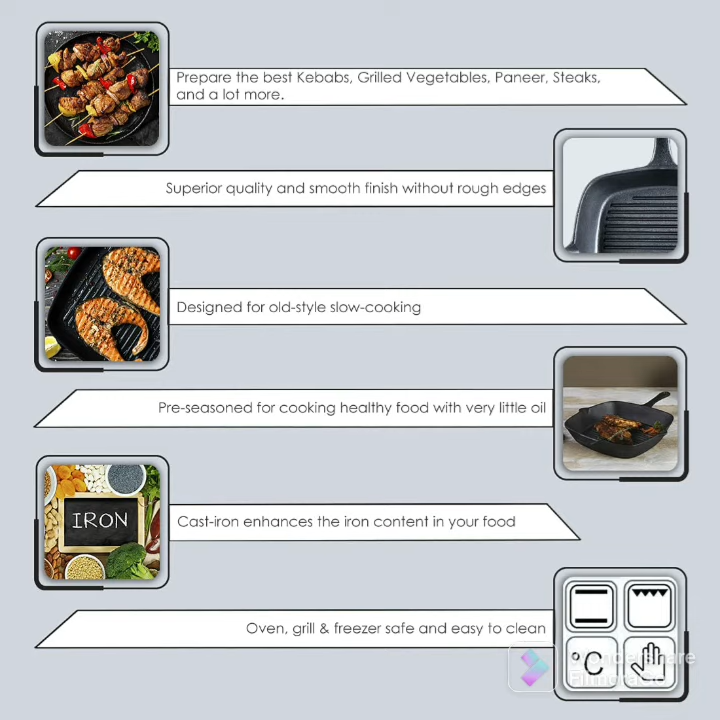 Prepare the best Kebabs, Grilled Vegetables, Paneer, Steaks,
and a lot more.
Superior quality and smooth finish without rough edges
Designed for old-style slow-cooking
Pre-seasoned for cooking healthy food with very little oil
IRON
Cast-iron enhances the iron content in your food
Oven, grill & freezer safe and easy to clean
°C
Wondershare
Filmora